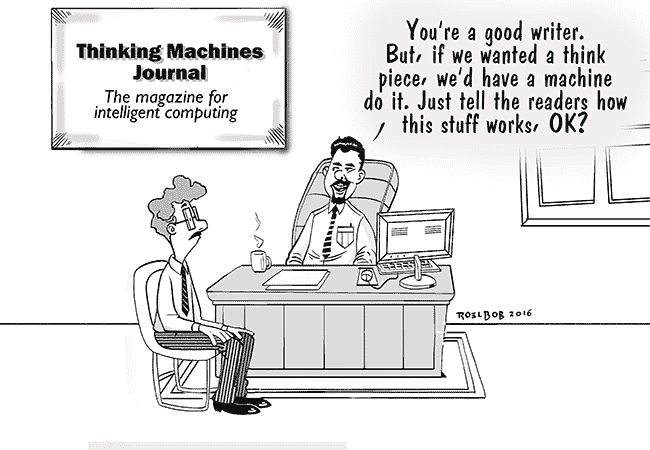 Thinking Machines
Journal
The magazine for
intelligent computing
You're a good writer.
But, if we wanted a think
piece, we'd have a machine
do it. Just tell the readers how
this stuff works, OK?
ROSLBOB 2016